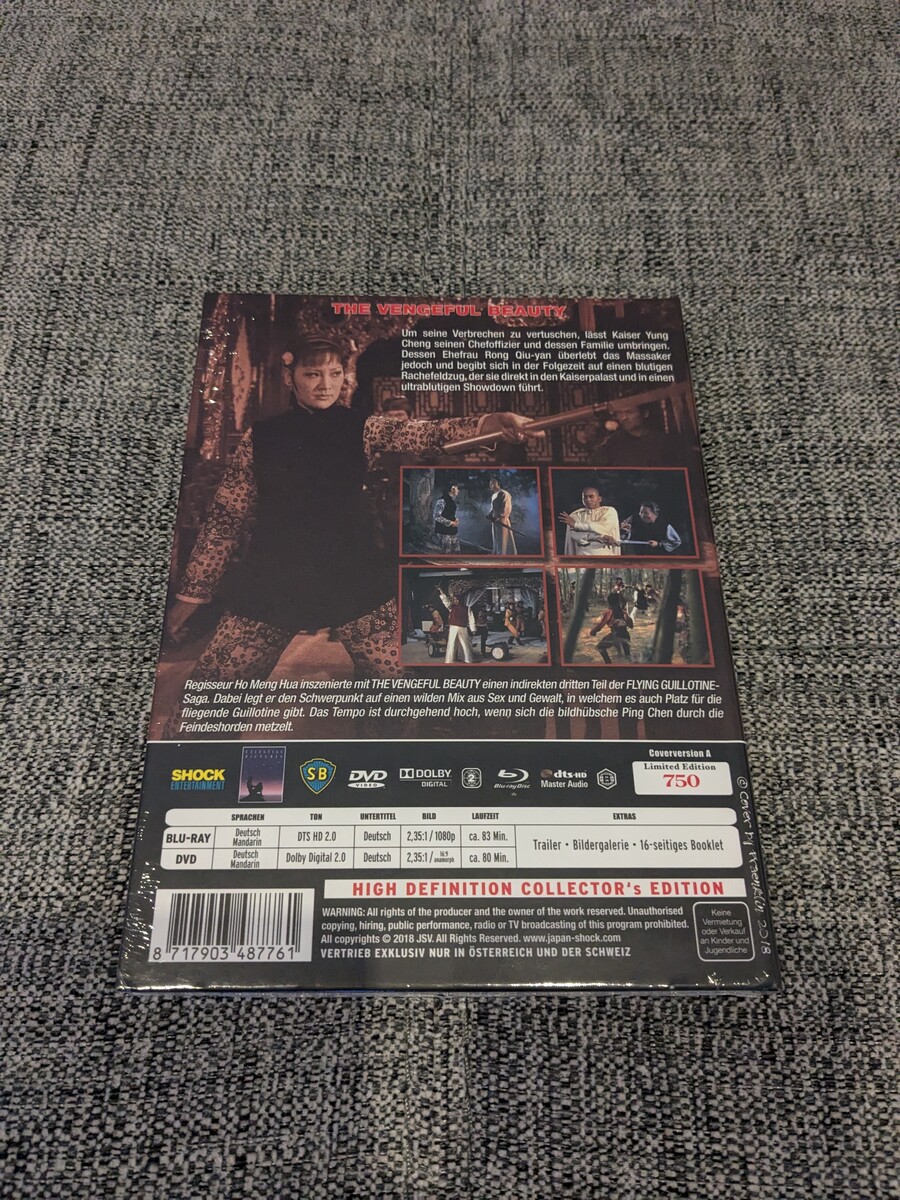 THE VENGEFUL BEAUTY
Um seine Verbrechen zu vertuschen, lässt Kaiser Yung
Cheng seinen Chefoffizier und dessen Familie umbringen.
Dessen Ehefrau Rong Qiu-yan überlebt das Massaker
jedoch und begibt sich in der Folgezeit auf einen blutigen
Rachefeldzug, der sie direkt in den Kaiserpalast und in einen
ultrablutigen Showdown führt.
Regisseur Ho Meng Hua inszenierte mit THE VENGEFUL BEAUTY einen indirekten dritten Teil der FLYING GUILLOTINE-
Saga. Dabei legt er den Schwerpunkt auf einen wilden Mix aus Sex und Gewalt, in welchem es auch Platz für die
fliegende Guillotine gibt. Das Tempo ist durchgehend hoch, wenn sich die bildhübsche Ping Chen durch die
Feindeshorden metzelt.
Coverversion A
Limited Edition
750
SHOCK
ENTERTAINMENT
CELESTIAL
PICTURES
SB
DVD
VIDEO
DOLBY
DIGITAL
2
Blu-ray Disc
dts-HD
Master Audio
B
SPRACHEN TON UNTERTITEL BILD LAUFZEIT EXTRAS
BLU-RAY Deutsch Mandarin DTS HD 2.0 Deutsch 2,35:1 / 1080p ca. 83 Min.
DVD Deutsch Mandarin Dolby Digital 2.0 Deutsch 2,35:1 / 16:9 anamorph ca. 80 Min.
Trailer • Bildergalerie • 16-seitiges Booklet
HIGH DEFINITION COLLECTOR's EDITION
WARNING: All rights of the producer and the owner of the work reserved. Unauthorised
copying, hiring, public performance, radio or TV broadcasting of this program prohibited.
All copyrights © 2018 JSV. All Rights Reserved. www.japan-shock.com
VERTRIEB EXKLUSIV NUR IN ÖSTERREICH UND DER SCHWEIZ
8 717903 487761
Keine
Vermietung
oder Verkauf
an Kinder und
Jugendliche
© Cover by 2018